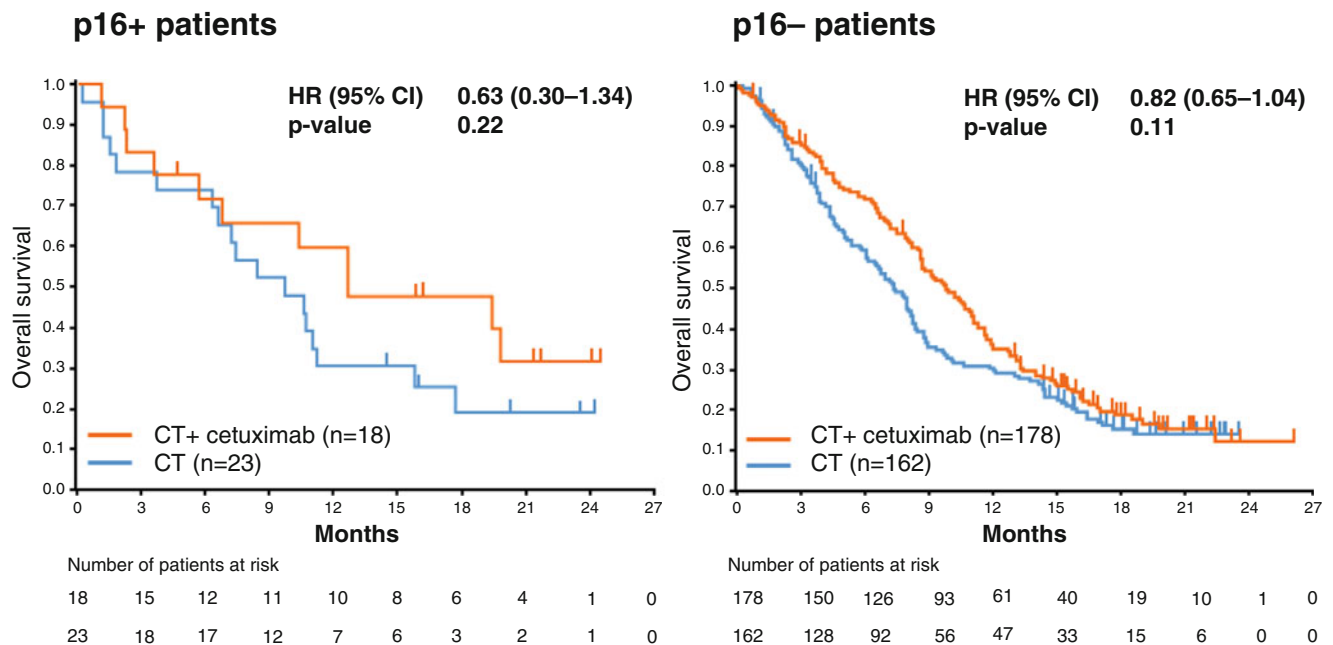 p16+ patients
HR (95% CI) 0.63 (0.30–1.34)
p-value 0.22
1.0
0.9
0.8
0.7
0.6
0.5
0.4
0.3
0.2
0.1
0.0
Overall survival
CT+ cetuximab (n=18)
CT (n=23)
0 3 6 9 12 15 18 21 24 27
Months
Number of patients at risk
18 15 12 11 10 8 6 4 1 0
23 18 17 12 7 6 3 2 1 0
p16– patients
HR (95% CI) 0.82 (0.65–1.04)
p-value 0.11
1.0
0.9
0.8
0.7
0.6
0.5
0.4
0.3
0.2
0.1
0.0
Overall survival
CT+ cetuximab (n=178)
CT (n=162)
0 3 6 9 12 15 18 21 24 27
Months
Number of patients at risk
178 150 126 93 61 40 19 10 1 0
162 128 92 56 47 33 15 6 0 0